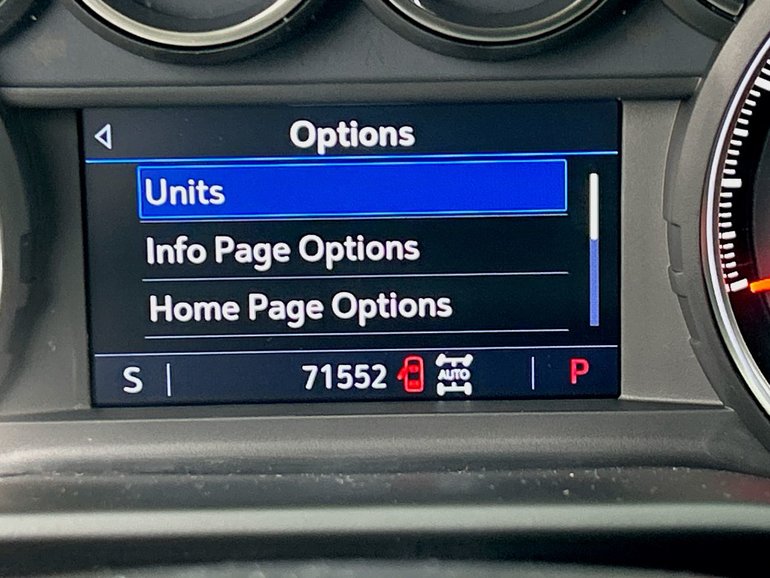 Options
Units
Info Page Options
Home Page Options
S 71552 AUTO P